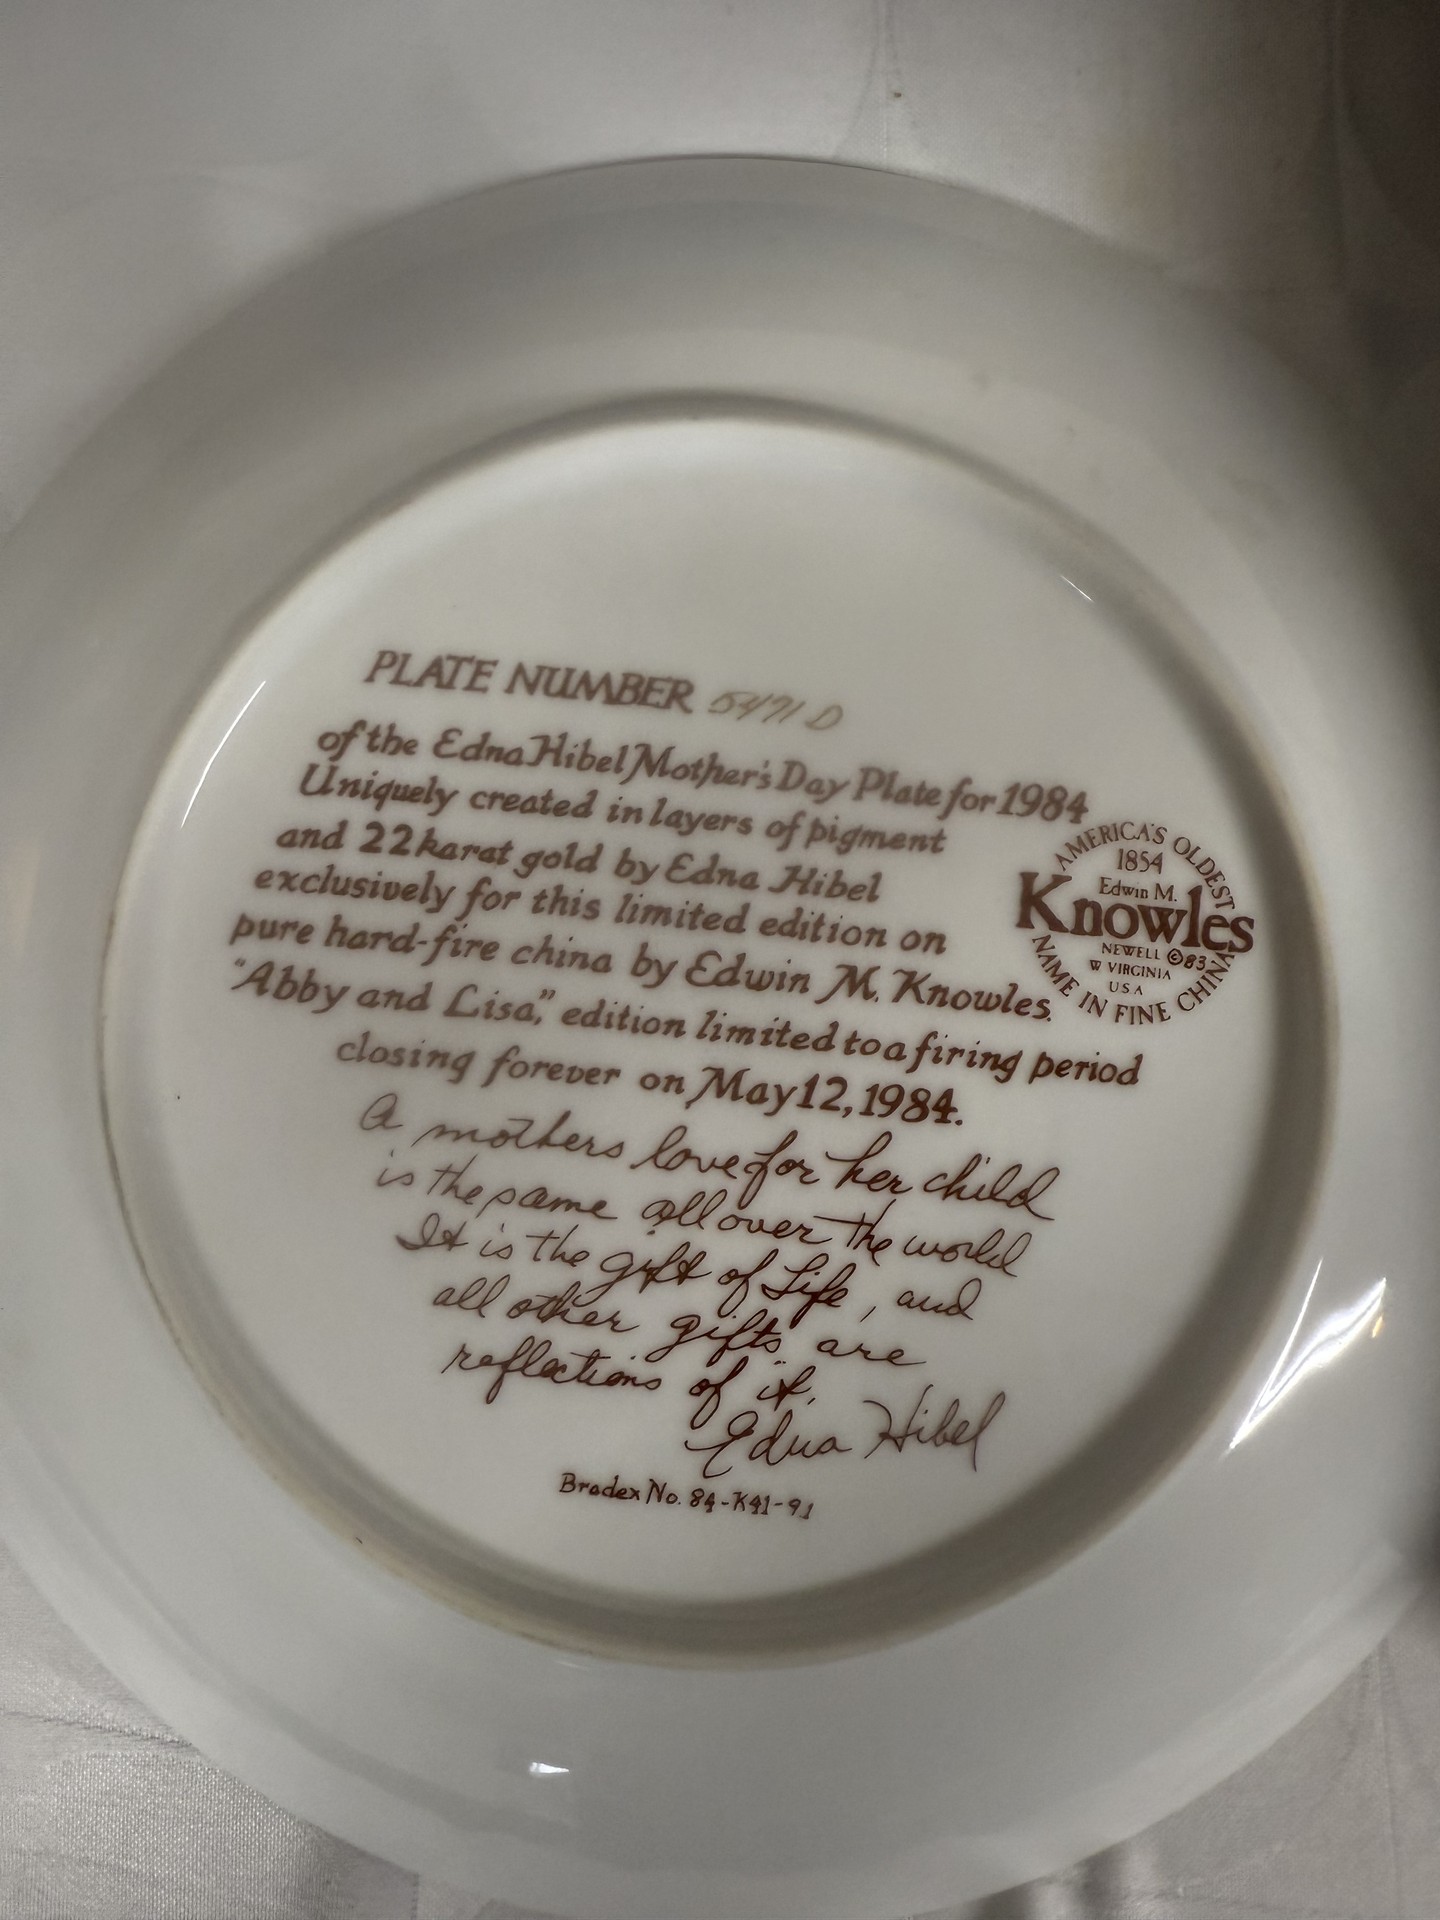 PLATE NUMBER 5471 D
of the Edna Hibel Mother's Day Plate for 1984
Uniquely created in layers of pigment
and 22 karat gold by Edna Hibel
exclusively for this limited edition on
pure hard-fire china by Edwin M. Knowles.
"Abby and Lisa," edition limited to a firing period
closing forever on May 12, 1984.
AMERICA'S OLDEST
1854
Edwin M.
Knowles
NEWELL ©83
W VIRGINIA
USA
NAME IN FINE CHINA
A mothers love for her child
is the same all over the world
It is the gift of Life, and
all other gifts are
reflections of it.
Edna Hibel
Bradex No. 84-K41-9.1